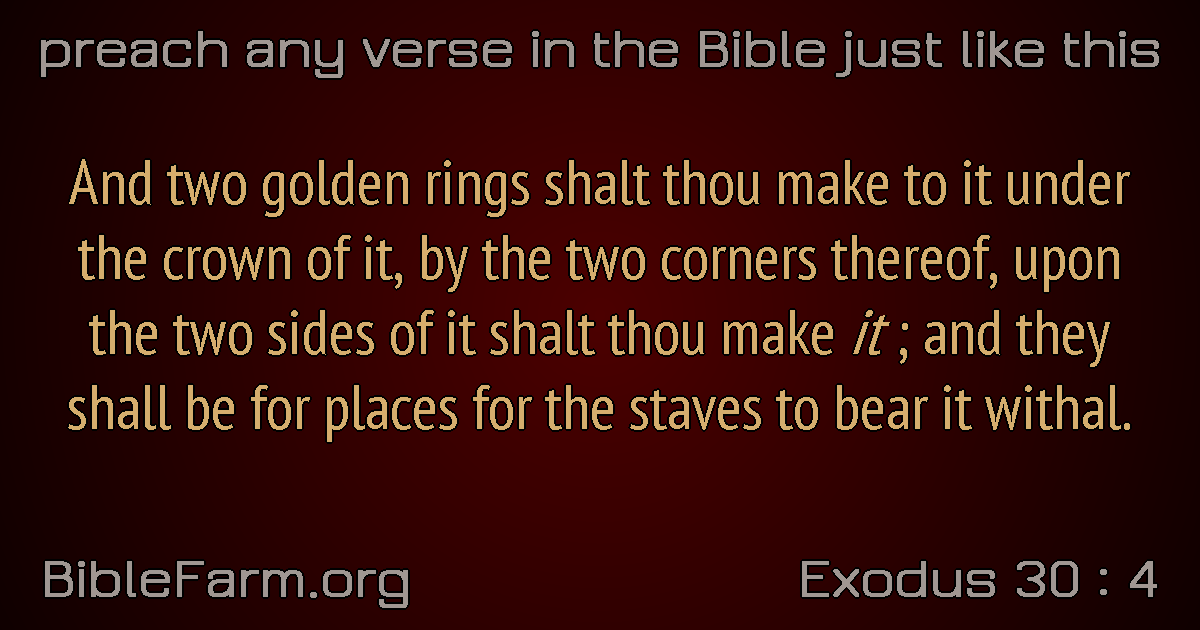 preach any verse in the Bible just like this
And two golden rings shalt thou make to it under
the crown of it, by the two corners thereof, upon
the two sides of it shalt thou make it ; and they
shall be for places for the staves to bear it withal.
BibleFarm.org
Exodus 30 : 4